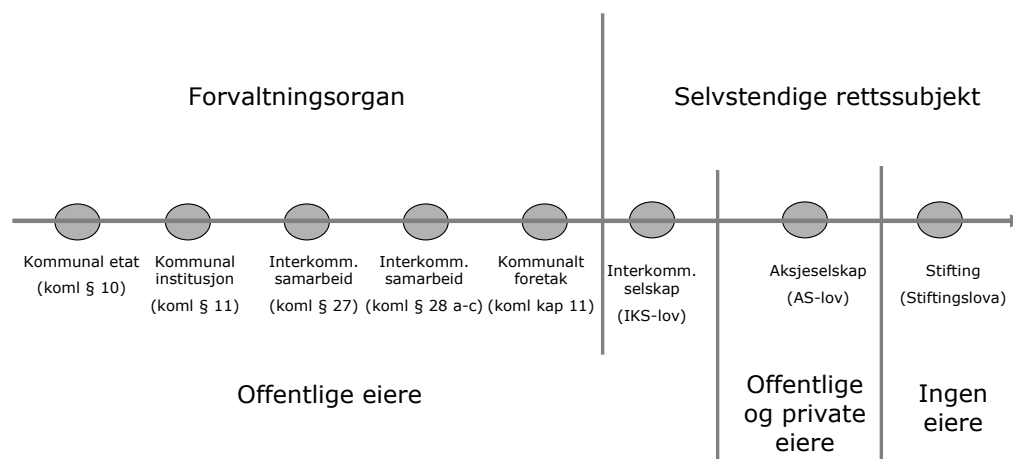 Forvaltningsorgan
Selvstendige rettssubjekt
Kommunal etat
(koml § 10)
Kommunal
institusjon
(koml § 11)
Interkomm.
samarbeid
(koml § 27)
Interkomm.
samarbeid
(koml § 28 a-c)
Kommunalt
foretak
(koml kap 11)
Interkomm.
selskap
(IKS-lov)
Aksjeselskap
(AS-lov)
Stifting
(Stiftingslova)
Offentlige eiere
Offentlige
og private
eiere
Ingen
eiere